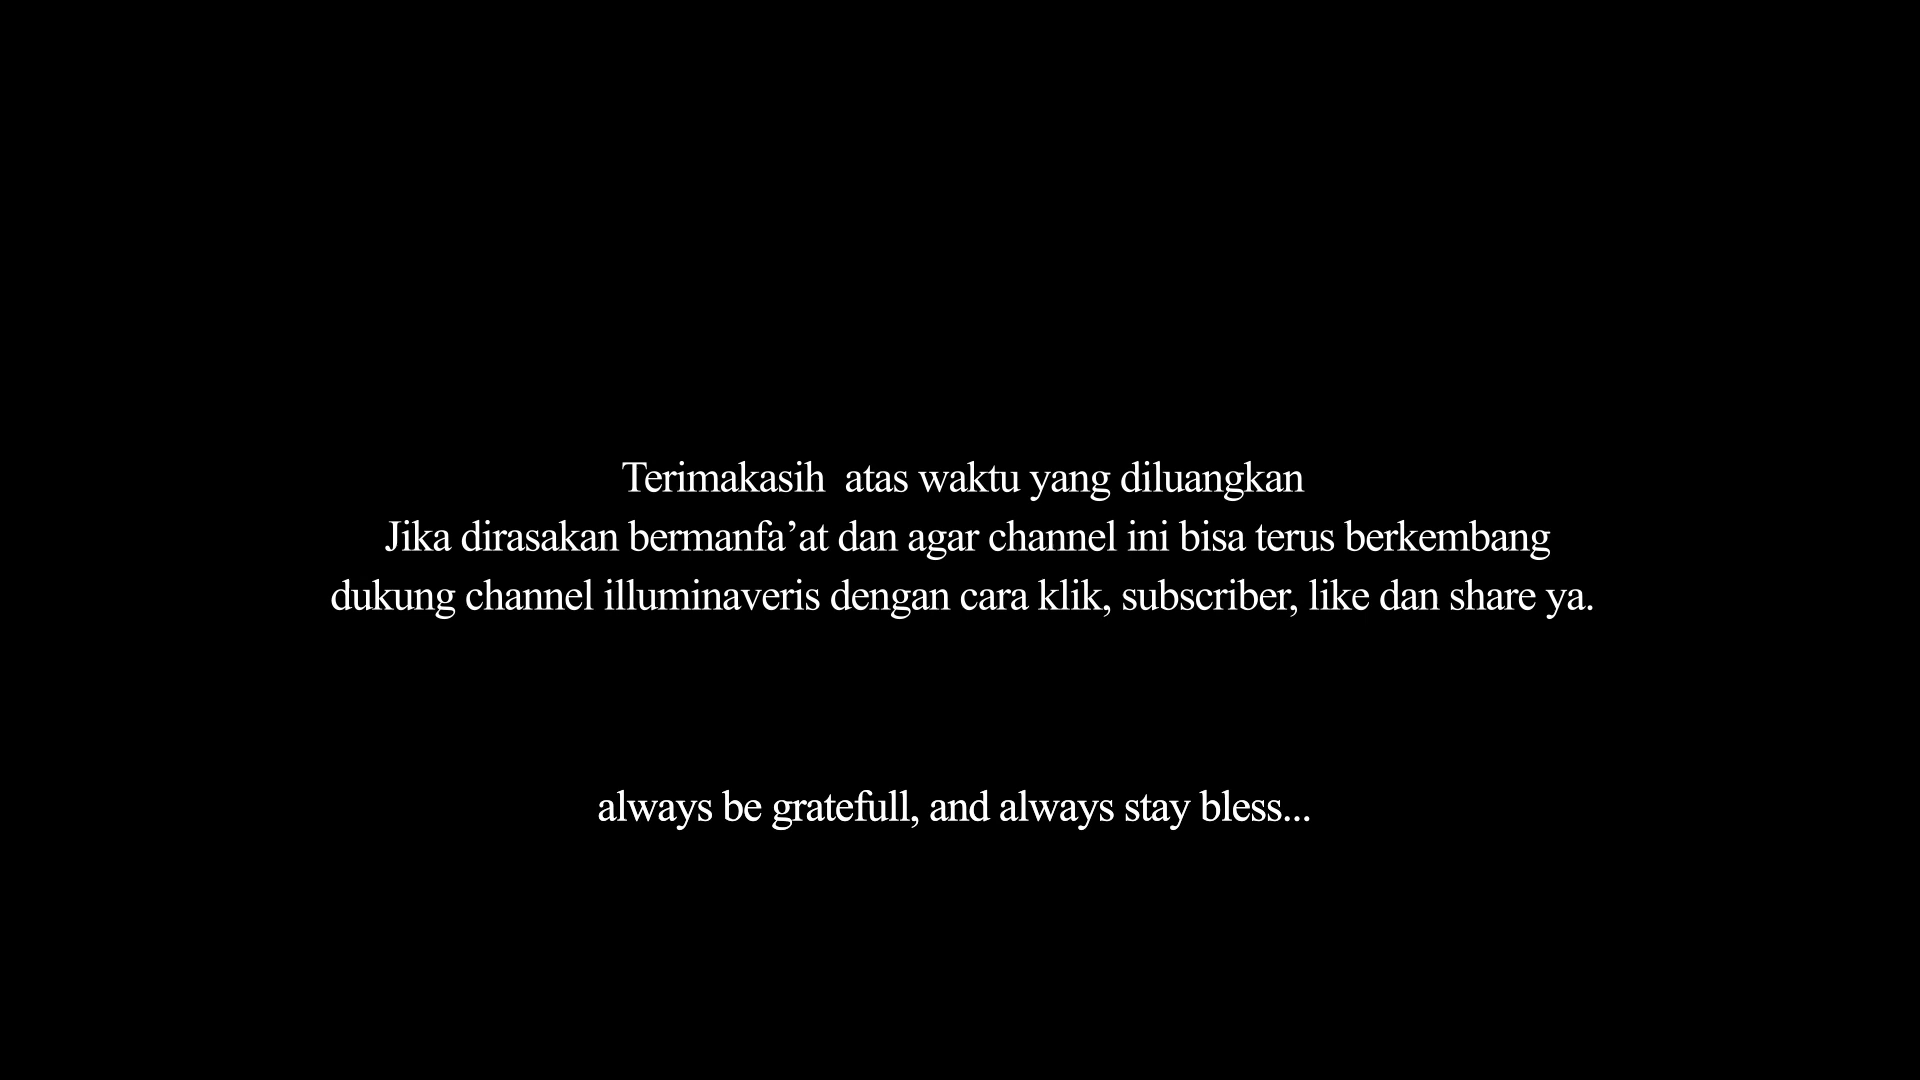 Terimakasih  atas waktu yang diluangkan
Jika dirasakan bermanfa’at dan agar channel ini bisa terus berkembang
dukung channel illuminaveris dengan cara klik, subscriber, like dan share ya.
always be gratefull, and always stay bless...